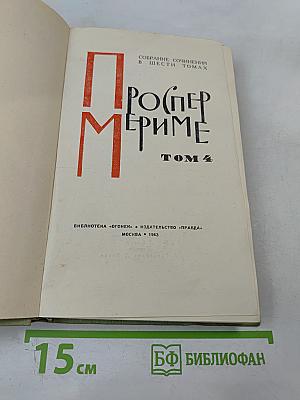 СОБРАНИЕ СОЧИНЕНИЙ
В ШЕСТИ ТОМАХ
ПРОСПЕР
МЕРИМЕ
ТОМ 4
БИБЛИОТЕКА «ОГОНЕК» • ИЗДАТЕЛЬСТВО «ПРАВДА»
МОСКВА • 1963
15 см
БФ БИБЛИОФАН